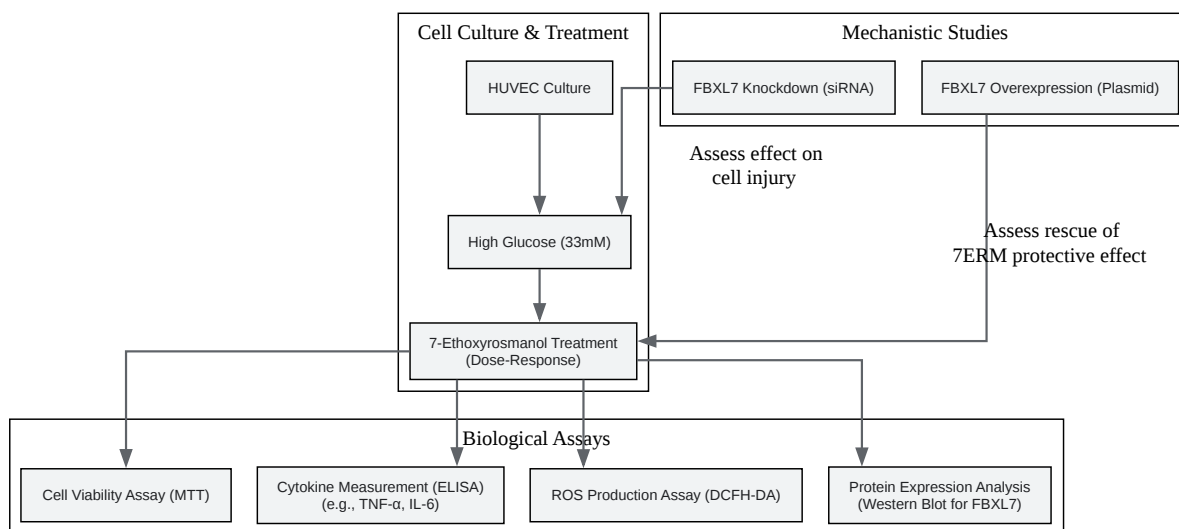 Cell Culture & Treatment
Mechanistic Studies
HUVEC Culture
FBXL7 Knockdown (siRNA)
FBXL7 Overexpression (Plasmid)
Assess effect on
cell injury
High Glucose (33mM)
Assess rescue of
7ERM protective effect
7-Ethoxyrosmanol Treatment
(Dose-Response)
Biological Assays
Cell Viability Assay (MTT)
Cytokine Measurement (ELISA)
(e.g., TNF-α, IL-6)
ROS Production Assay (DCFH-DA)
Protein Expression Analysis
(Western Blot for FBXL7)